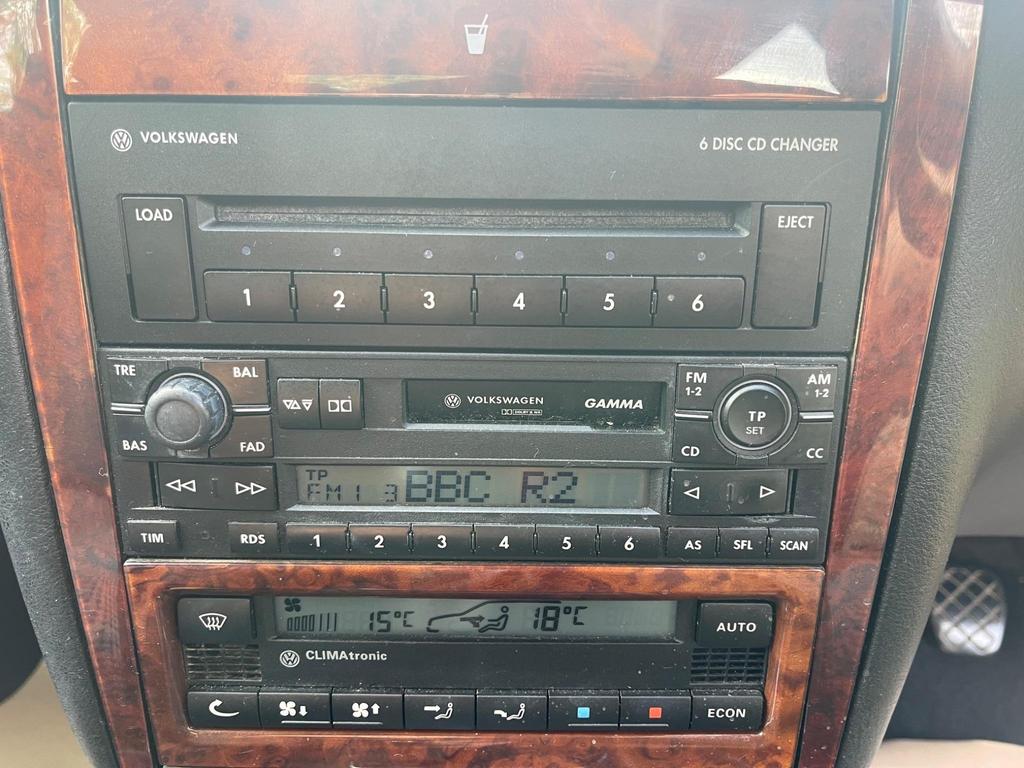 VOLKSWAGEN 6 DISC CD CHANGER
LOAD EJECT
1 2 3 4 5 6
TRE BAL FM 1-2 AM 1-2
VOLKSWAGEN GAMMA
TP SET
BAS FAD CD CC
TP
FM1 3 BBC R2
TIM RDS 1 2 3 4 5 6 AS SFL SCAN
15°C 18°C AUTO
CLIMAtronic
ECON